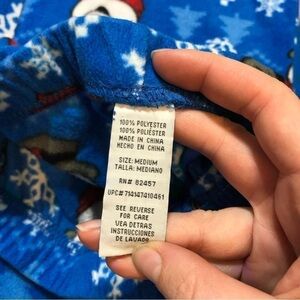 100% POLYESTER
100% POLIÉSTER
MADE IN CHINA
HECHO EN CHINA
SIZE: MEDIUM
TALLA: MEDIANO
RN# 82457
UPC# 714147410461
SEE REVERSE
FOR CARE
VEA DETRAS
INSTRUCCIONES
DE LAVADO